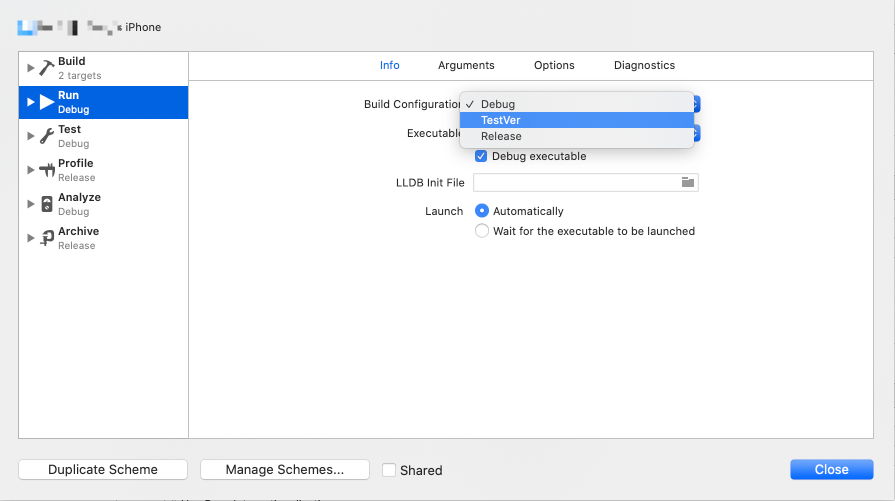 iPhone
Build
2 targets
Run
Debug
Test
Debug
Profile
Release
Analyze
Debug
Archive
Release
Info Arguments Options Diagnostics
Build Configuration
Debug
TestVer
Release
Executable
Debug executable
LLDB Init File
Launch
Automatically
Wait for the executable to be launched
Duplicate Scheme
Manage Schemes...
Shared
Close